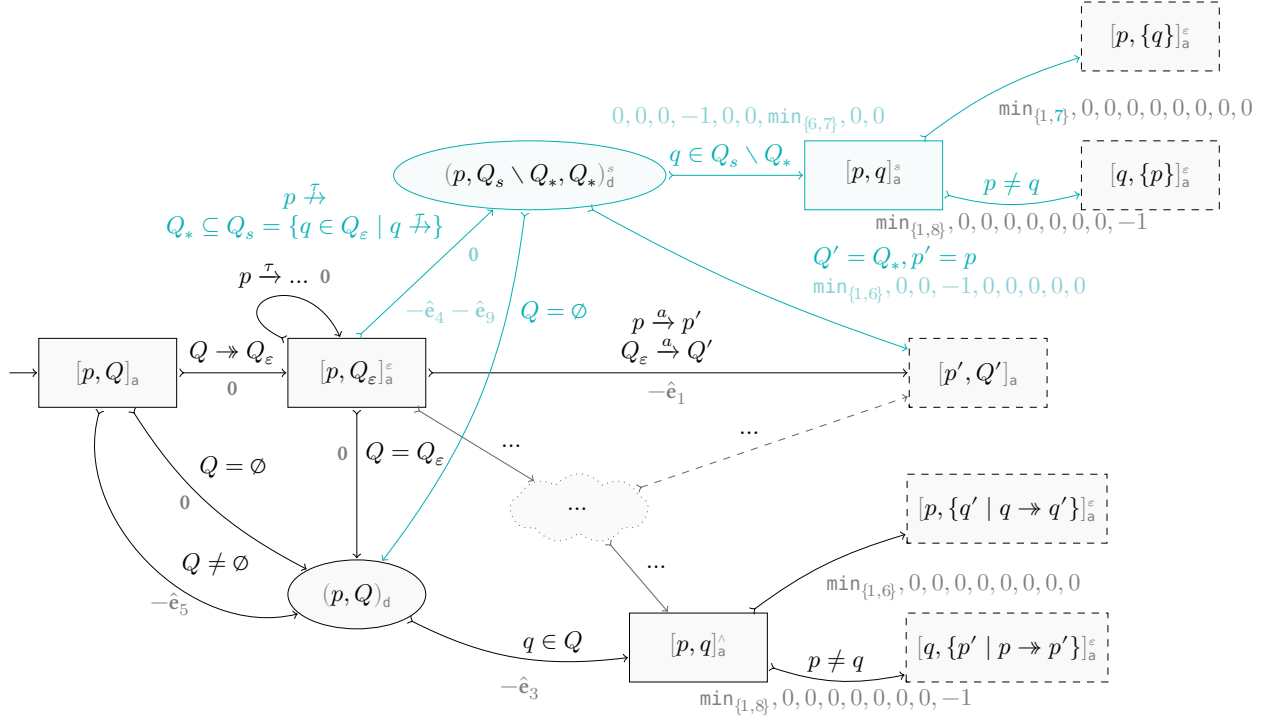 [p, {q}]ₐ^ε
min_{1,7}, 0, 0, 0, 0, 0, 0, 0, 0
0, 0, 0, −1, 0, 0, min_{6,7}, 0, 0
(p, Q_s \ Q_*, Q_*)_d^s
q ∈ Q_s \ Q_*
[p, q]ₐ^s
[q, {p}]ₐ^ε
p ≠ q
min_{1,8}, 0, 0, 0, 0, 0, 0, 0, −1
p τ↛
Q_* ⊆ Q_s = {q ∈ Q_ε | q τ↛}
0
Q′ = Q_*, p′ = p
min_{1,6}, 0, 0, −1, 0, 0, 0, 0, 0
p →^τ ... 0
−ê₄ − ê₉
Q = ∅
p →^a p′
Q_ε →^a Q′
−ê₁
[p, Q]ₐ
Q ↠ Q_ε
0
[p, Q_ε]ₐ^ε
[p′, Q′]ₐ
Q = ∅
0
0
Q = Q_ε
...
...
...
Q ≠ ∅
−ê₅
(p, Q)_d
...
[p, {q′ | q ↠ q′}]ₐ^ε
min_{1,6}, 0, 0, 0, 0, 0, 0, 0, 0
q ∈ Q
−ê₃
[p, q]ₐ^∧
p ≠ q
[q, {p′ | p ↠ p′}]ₐ^ε
min_{1,8}, 0, 0, 0, 0, 0, 0, 0, −1